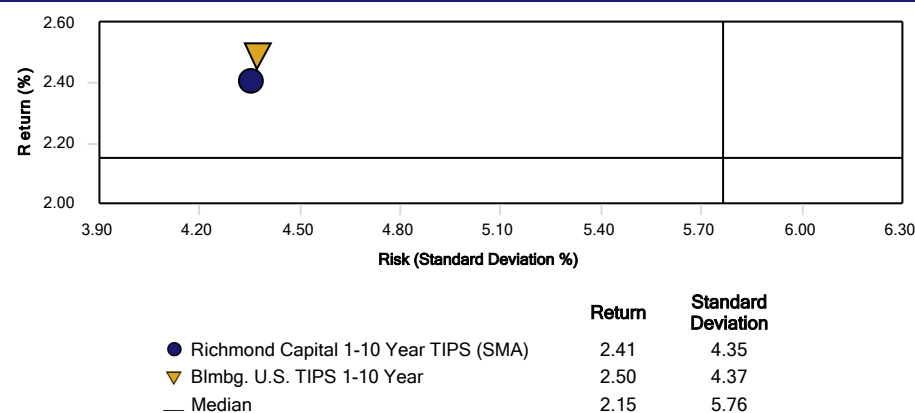 2.60
2.40
2.20
2.00
Return (%)
3.90 4.20 4.50 4.80 5.10 5.40 5.70 6.00 6.30
Risk (Standard Deviation %)
Return Standard Deviation
Richmond Capital 1-10 Year TIPS (SMA) 2.41 4.35
Blmbg. U.S. TIPS 1-10 Year 2.50 4.37
Median 2.15 5.76